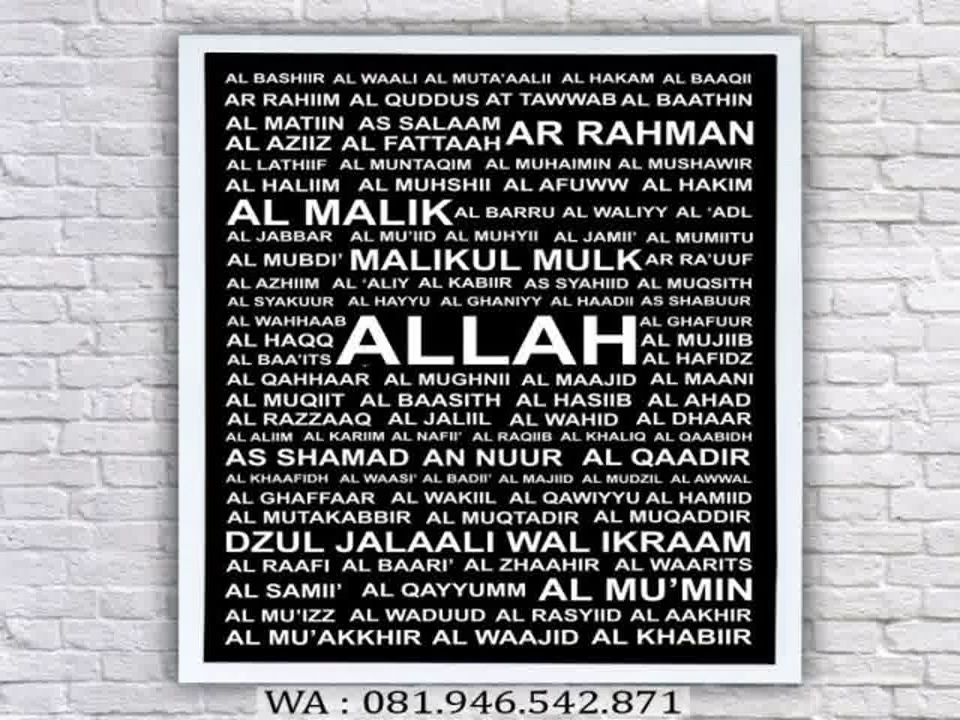 AL BASHIIR AL WAALI AL MUTA'AALII AL HAKAM AL BAAQII
AR RAHIIM AL QUDDUS AT TAWWAB AL BAATHIN
AL MATIIN AS SALAAM AR RAHMAN
AL AZIIZ AL FATTAAH
AL LATHIIF AL MUNTAQIM AL MUHAIMIN AL MUSHAWIR
AL HALIIM AL MUHSHII AL AFUWW AL HAKIM
AL MALIK AL BARRU AL WALIYY AL 'ADL
AL JABBAR AL MU'IID AL MUHYII AL JAMII' AL MUMIITU
AL MUBDI' MALIKUL MULK AR RA'UUF
AL AZHIIM AL 'ALIY AL KABIIR AS SYAHIID AL MUQSITH
AL SYAKUUR AL HAYYU AL GHANIYY AL HAADII AS SHABUUR
AL WAHHAAB ALLAH AL GHAFUUR
AL HAQQ AL MUJIIB
AL BAA'ITS AL HAFIDZ
AL QAHHAAR AL MUGHNII AL MAAJID AL MAANI
AL MUQIIT AL BAASITH AL HASIIB AL AHAD
AL RAZZAAQ AL JALIIL AL WAHID AL DHAAR
AL ALIIM AL KARIIM AL NAFII' AL RAQIIB AL KHALIQ AL QAABIDH
AS SHAMAD AN NUUR AL QAADIR
AL KHAAFIDH AL WAASI' AL BADII' AL MAJIID AL MUDZIL AL AWWAL
AL GHAFFAAR AL WAKIIL AL QAWIYYU AL HAMIID
AL MUTAKABBIR AL MUQTADIR AL MUQADDIR
DZUL JALAALI WAL IKRAAM
AL RAAFI AL BAARI' AL ZHAAHIR AL WAARITS
AL SAMII' AL QAYYUMM AL MU'MIN
AL MU'IZZ AL WADUUD AL RASYIID AL AAKHIR
AL MU'AKKHIR AL WAAJID AL KHABIIR
WA : 081.946.542.871